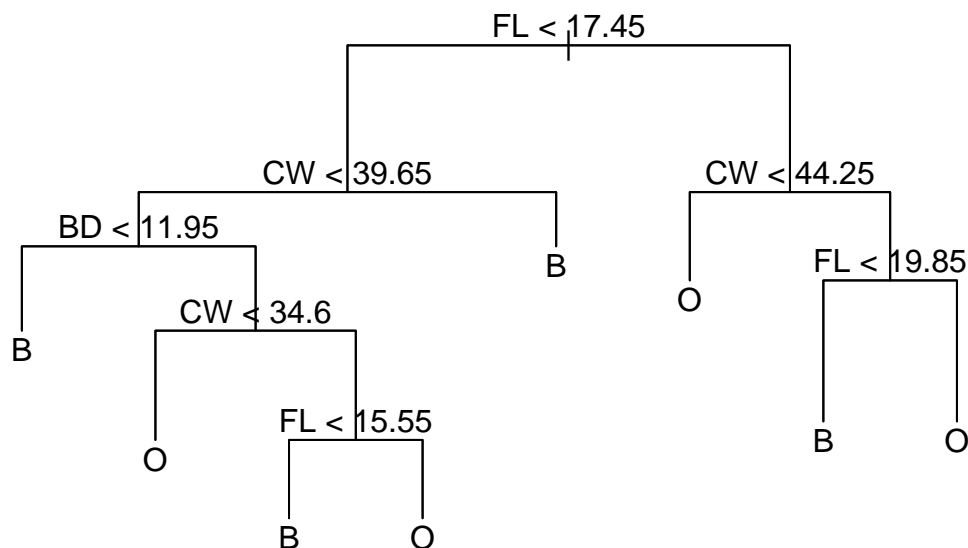 FL < 17.45
CW < 39.65
CW < 44.25
BD < 11.95
B
FL < 19.85
O
CW < 34.6
B
FL < 15.55
B
O
O
B
O